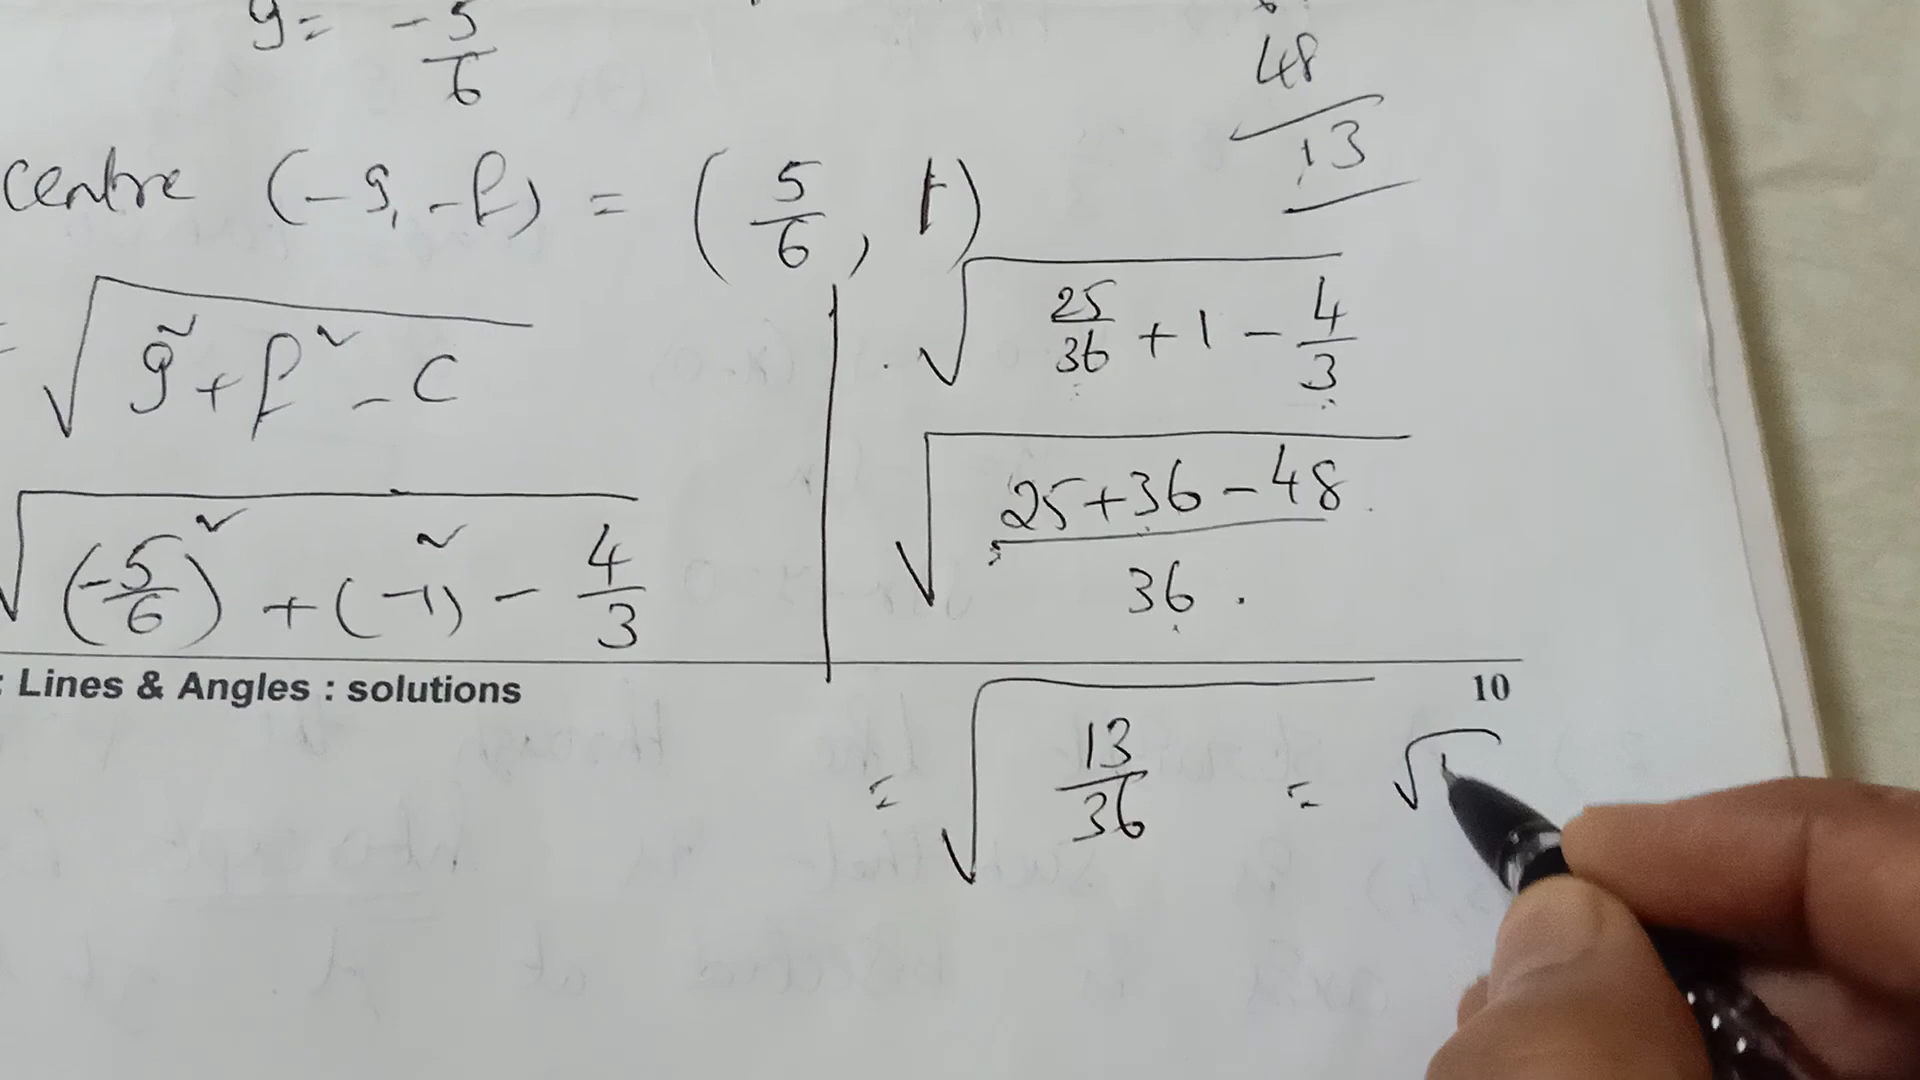 g = -5/6
48
13
centre (-g, -f) = (5/6, 1)
= √(g² + f² - c)
√((-5/6)² + (-1)² - 4/3)
√(25/36 + 1 - 4/3)
√((25+36-48)/36)
: Lines & Angles : solutions
10
= √(13/36) = √1